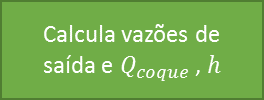 Calcula vazões de
saída e Q_coque , h